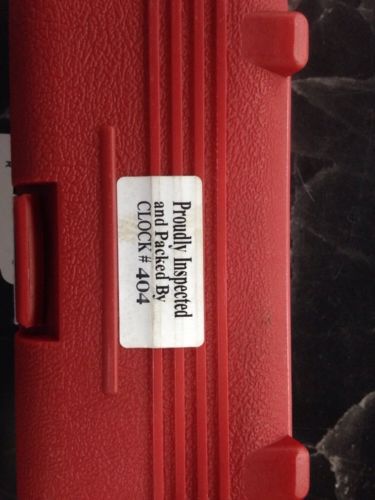 Proudly Inspected
and Packed By
CLOCK # 404